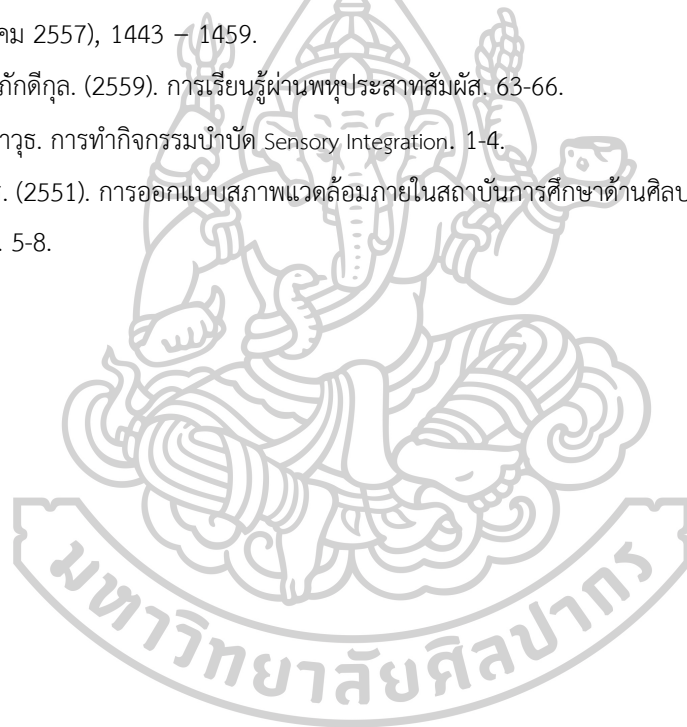 คม 2557), 1443 – 1459.
ภักดีกุล. (2559). การเรียนรู้ผ่านพหุประสาทสัมผัส. 63-66.
าวุธ. การทำกิจกรรมบำบัด Sensory Integration. 1-4.
. (2551). การออกแบบสภาพแวดล้อมภายในสถาบันการศึกษาด้านศิลป
. 5-8.
มหาวิทยาลัยศิลปากร